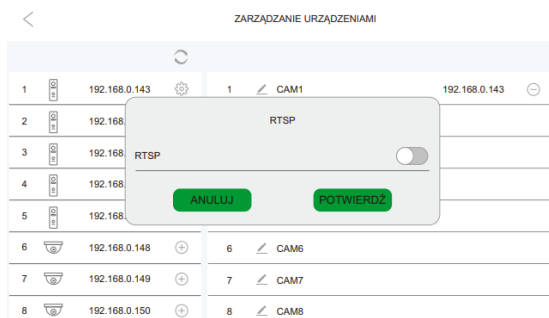 ZARZĄDZANIE URZĄDZENIAMI
1 192.168.0.143 1 CAM1 192.168.0.143
2 192.168. RTSP
3 192.168. RTSP
4 192.168.
ANULUJ POTWIERDŹ
5 192.168.
6 192.168.0.148 6 CAM6
7 192.168.0.149 7 CAM7
8 192.168.0.150 8 CAM8